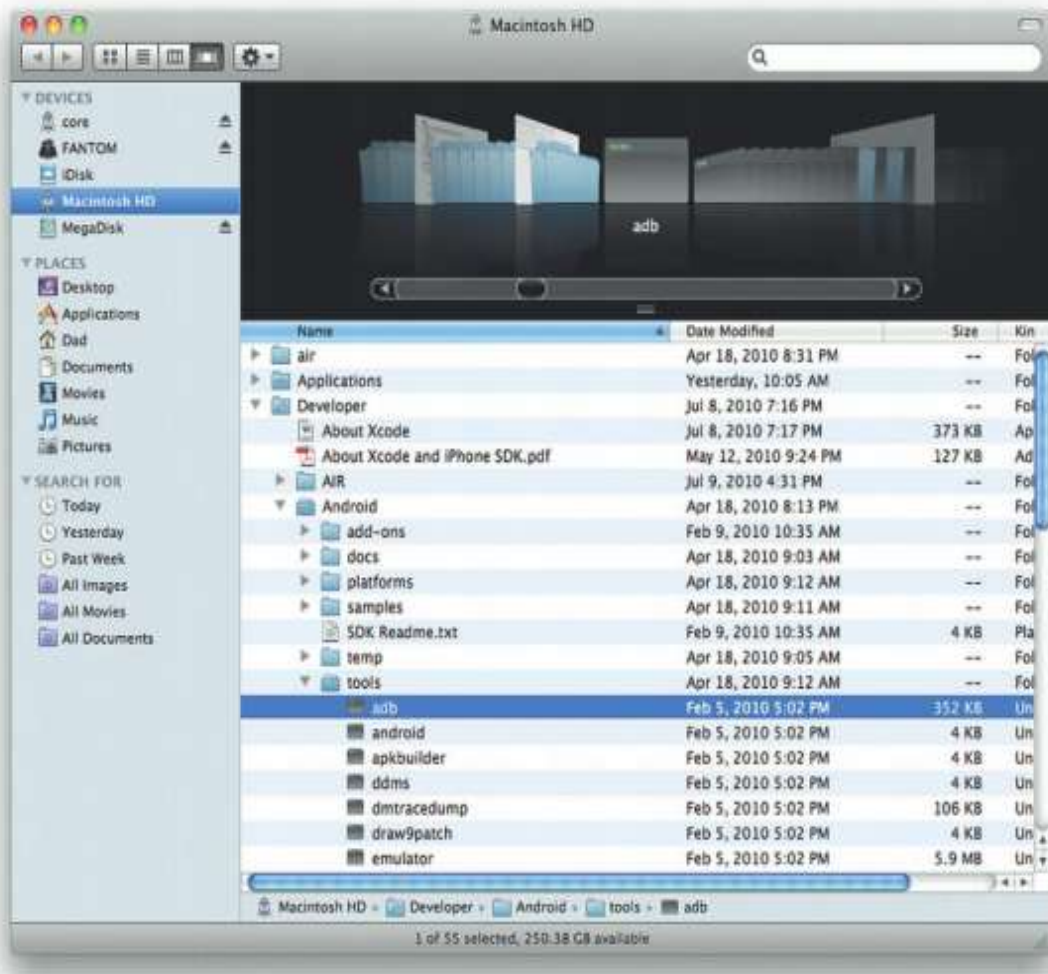 Macintosh HD
DEVICES
core
FANTOM
iDisk
Macintosh HD
MegaDisk
PLACES
Desktop
Applications
Dad
Documents
Movies
Music
Pictures
SEARCH FOR
Today
Yesterday
Past Week
All Images
All Movies
All Documents
adb
Name Date Modified Size Kin
air Apr 18, 2010 8:31 PM -- Fol
Applications Yesterday, 10:05 AM -- Fol
Developer Jul 8, 2010 7:16 PM -- Fol
About Xcode Jul 8, 2010 7:17 PM 373 KB Ap
About Xcode and iPhone SDK.pdf May 12, 2010 9:24 PM 127 KB Ad
AIR Jul 9, 2010 4:31 PM -- Fol
Android Apr 18, 2010 8:13 PM -- Fol
add-ons Feb 9, 2010 10:35 AM -- Fol
docs Apr 18, 2010 9:03 AM -- Fol
platforms Apr 18, 2010 9:12 AM -- Fol
samples Apr 18, 2010 9:11 AM -- Fol
SDK Readme.txt Feb 9, 2010 10:35 AM 4 KB Pla
temp Apr 18, 2010 9:05 AM -- Fol
tools Apr 18, 2010 9:12 AM -- Fol
adb Feb 5, 2010 5:02 PM 352 KB Un
android Feb 5, 2010 5:02 PM 4 KB Un
apkbuilder Feb 5, 2010 5:02 PM 4 KB Un
ddms Feb 5, 2010 5:02 PM 4 KB Un
dmtracedump Feb 5, 2010 5:02 PM 106 KB Un
draw9patch Feb 5, 2010 5:02 PM 4 KB Un
emulator Feb 5, 2010 5:02 PM 5.9 MB Un
Macintosh HD Developer Android tools adb
1 of 55 selected, 250.38 GB available